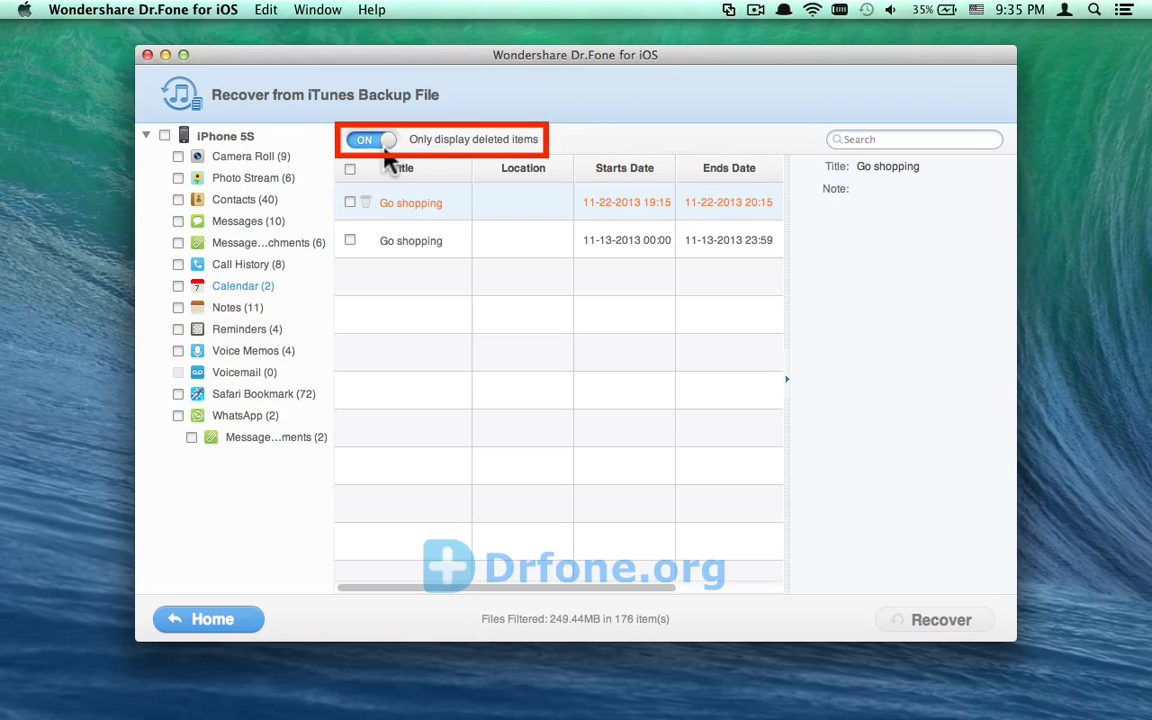 Wondershare Dr.Fone for iOS Edit Window Help 35% 9:35 PM
Wondershare Dr.Fone for iOS
Recover from iTunes Backup File
iPhone 5S
Camera Roll (9)
Photo Stream (6)
Contacts (40)
Messages (10)
Message...chments (6)
Call History (8)
7 Calendar (2)
Notes (11)
Reminders (4)
Voice Memos (4)
Voicemail (0)
Safari Bookmark (72)
WhatsApp (2)
Message...ments (2)
ON Only display deleted items
Search
Location Starts Date Ends Date
Go shopping 11-22-2013 19:15 11-22-2013 20:15
Go shopping 11-13-2013 00:00 11-13-2013 23:59
Title: Go shopping
Note:
Drfone.org
Home Files Filtered: 249.44MB in 176 item(s) Recover